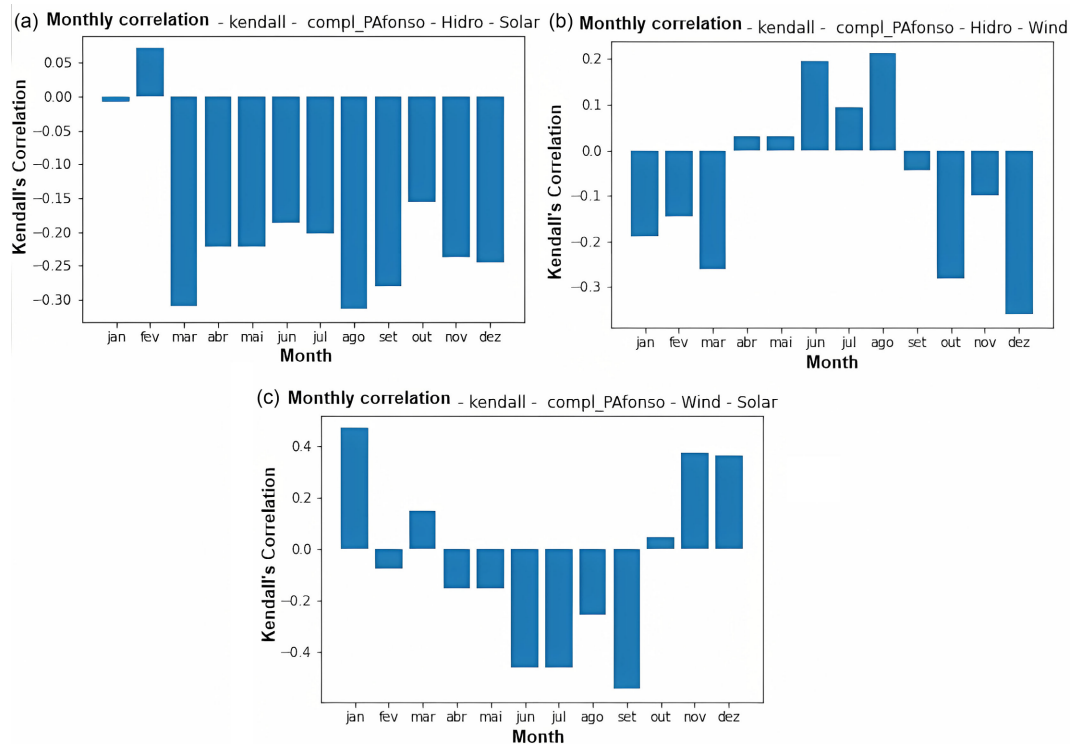 (a) Monthly correlation - kendall - compl_PAfonso - Hidro - Solar
Kendall's Correlation
0.05
0.00
−0.05
−0.10
−0.15
−0.20
−0.25
−0.30
jan fev mar abr mai jun jul ago set out nov dez
Month
(b) Monthly correlation - kendall - compl_PAfonso - Hidro - Wind
Kendall's Correlation
0.2
0.1
0.0
−0.1
−0.2
−0.3
jan fev mar abr mai jun jul ago set out nov dez
Month
(c) Monthly correlation - kendall - compl_PAfonso - Wind - Solar
Kendall's Correlation
0.4
0.2
0.0
−0.2
−0.4
jan fev mar abr mai jun jul ago set out nov dez
Month